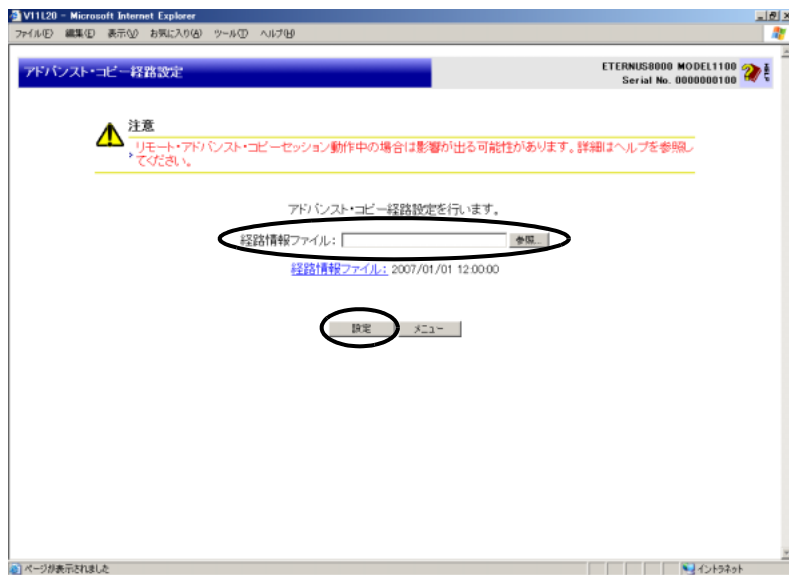 V11L20 - Microsoft Internet Explorer
ファイル(F) 編集(E) 表示(V) お気に入り(A) ツール(T) ヘルプ(H)
アドバンスト・コピー経路設定
ETERNUS8000 MODEL1100
Serial No. 0000000100
注意
リモート・アドバンスト・コピーセッション動作中の場合は影響が出る可能性があります。詳細はヘルプを参照し
てください。
アドバンスト・コピー経路設定を行います。
経路情報ファイル: 参照...
経路情報ファイル: 2007/01/01 12:00:00
設定 メニュー
ページが表示されました イントラネット